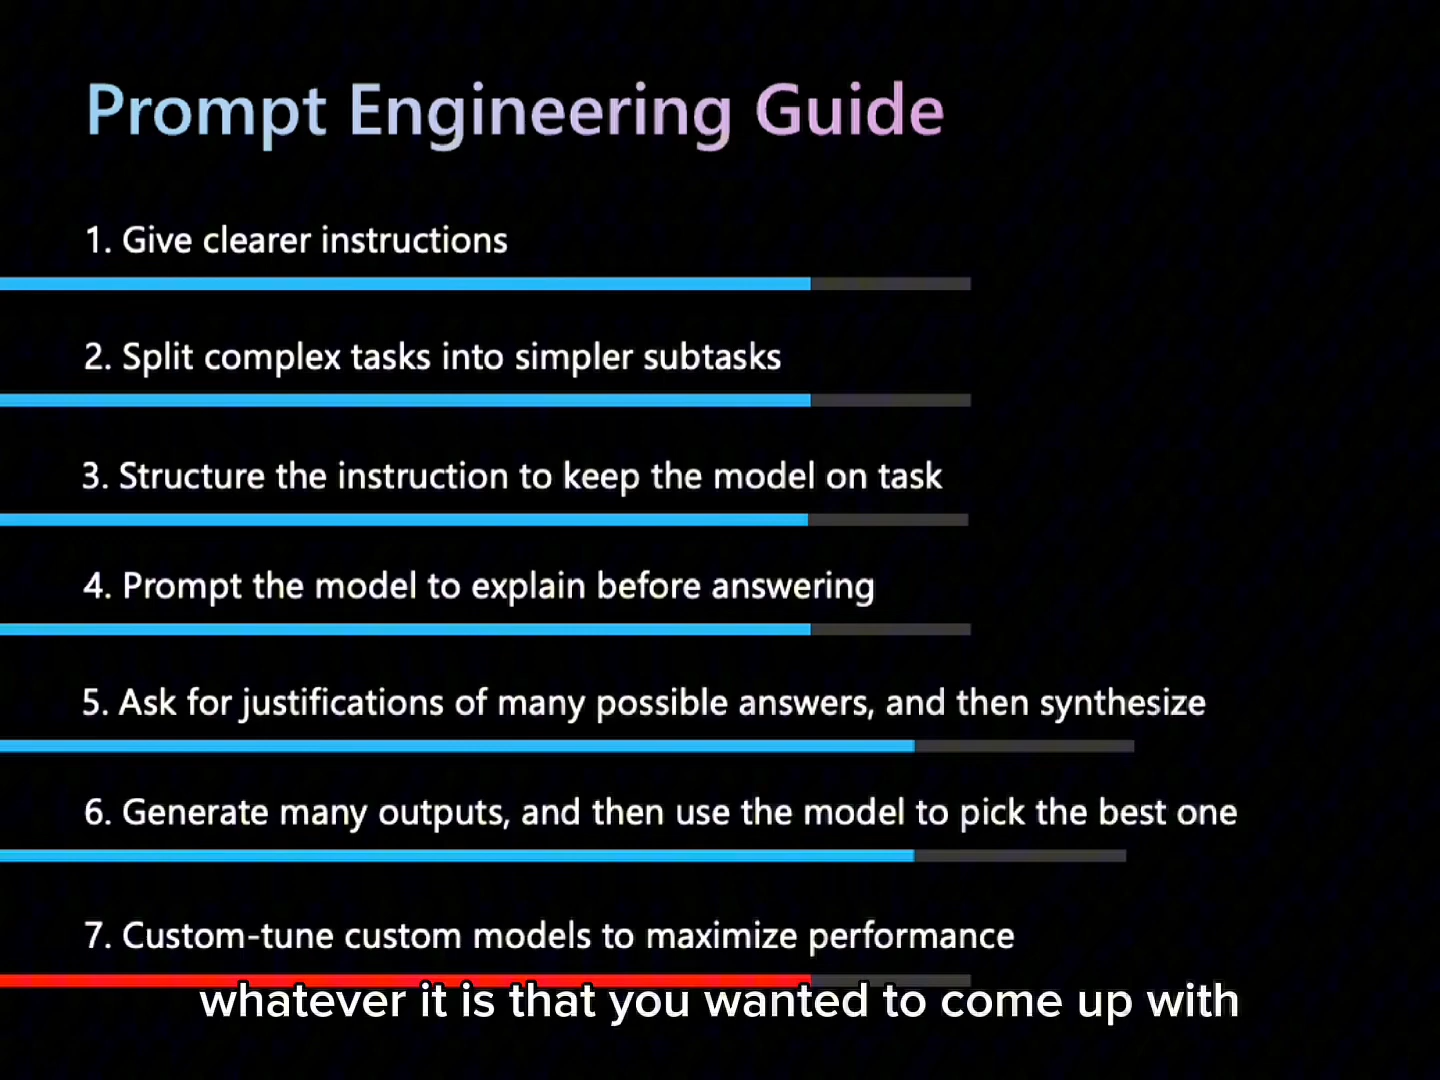 Prompt Engineering Guide
1. Give clearer instructions
2. Split complex tasks into simpler subtasks
3. Structure the instruction to keep the model on task
4. Prompt the model to explain before answering
5. Ask for justifications of many possible answers, and then synthesize
6. Generate many outputs, and then use the model to pick the best one
7. Custom-tune custom models to maximize performance
whatever it is that you wanted to come up with